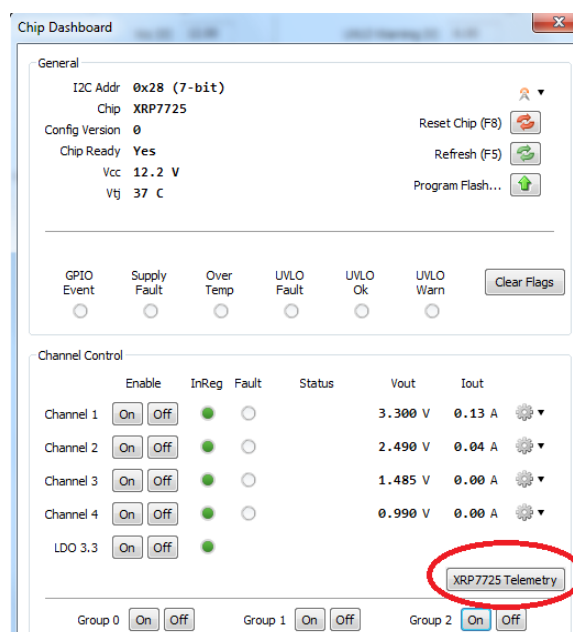 Chip Dashboard
General
I2C Addr 0x28 (7-bit)
Chip XRP7725
Config Version 0
Chip Ready Yes
Vcc 12.2 V
Vtj 37 C
Reset Chip (F8)
Refresh (F5)
Program Flash...
GPIO Event
Supply Fault
Over Temp
UVLO Fault
UVLO Ok
UVLO Warn
Clear Flags
Channel Control
Enable InReg Fault Status Vout Iout
Channel 1 On Off 3.300 V 0.13 A
Channel 2 On Off 2.490 V 0.04 A
Channel 3 On Off 1.485 V 0.00 A
Channel 4 On Off 0.990 V 0.00 A
LDO 3.3 On Off
XRP7725 Telemetry
Group 0 On Off Group 1 On Off Group 2 On Off